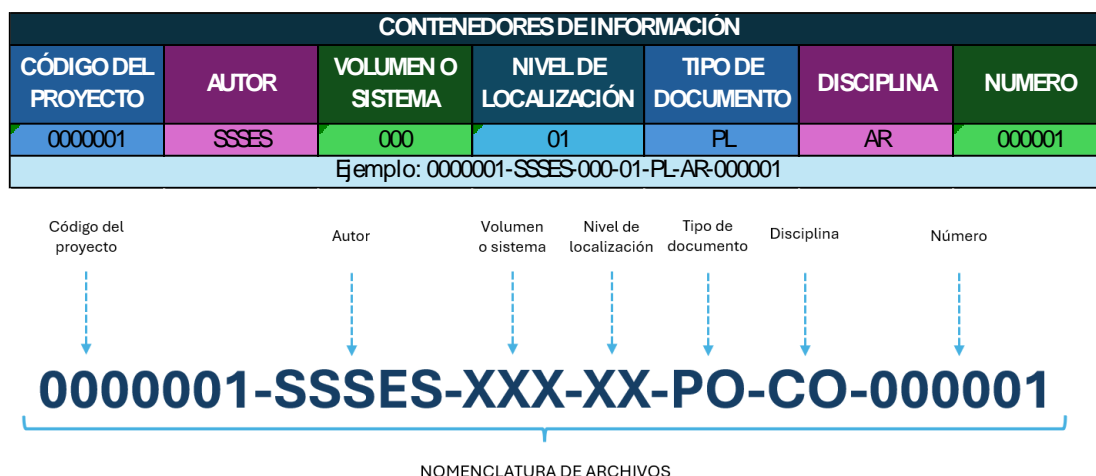 CONTENEDORES DE INFORMACIÓN
CÓDIGO DEL PROYECTO AUTOR VOLUMEN O SISTEMA NIVEL DE LOCALIZACIÓN TIPO DE DOCUMENTO DISCIPLINA NUMERO
0000001 SSSES 000 01 PL AR 000001
Ejemplo: 0000001-SSSES-000-01-PL-AR-000001
Código del proyecto Autor Volumen o sistema Nivel de localización Tipo de documento Disciplina Número
0000001-SSSES-XXX-XX-PO-CO-000001
NOMENCLATURA DE ARCHIVOS